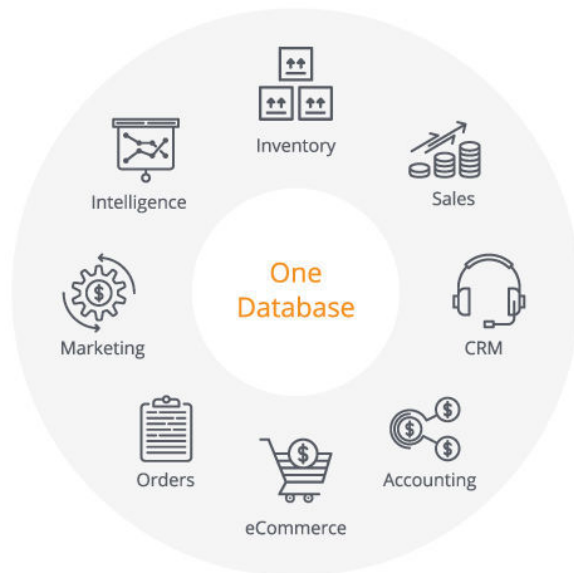 Inventory
Intelligence
Sales
One
Database
Marketing
CRM
Orders
Accounting
eCommerce